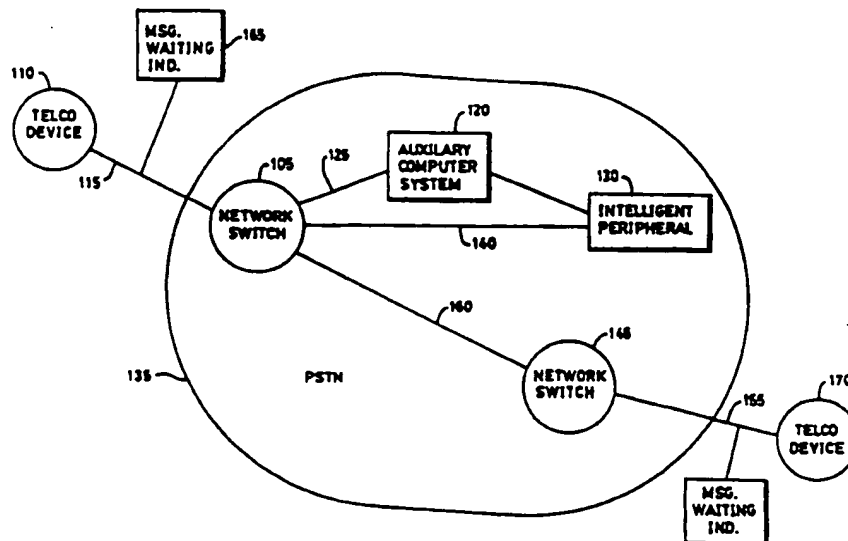 MSG.
WAITING
IND.
165
110
TELCO
DEVICE
120
AUXILARY
COMPUTER
SYSTEM
125
105
130
115
NETWORK
SWITCH
INTELLIGENT
PERIPHERAL
140
160
145
135
PSTN
NETWORK
SWITCH
170
155
TELCO
DEVICE
MSG.
WAITING
IND.